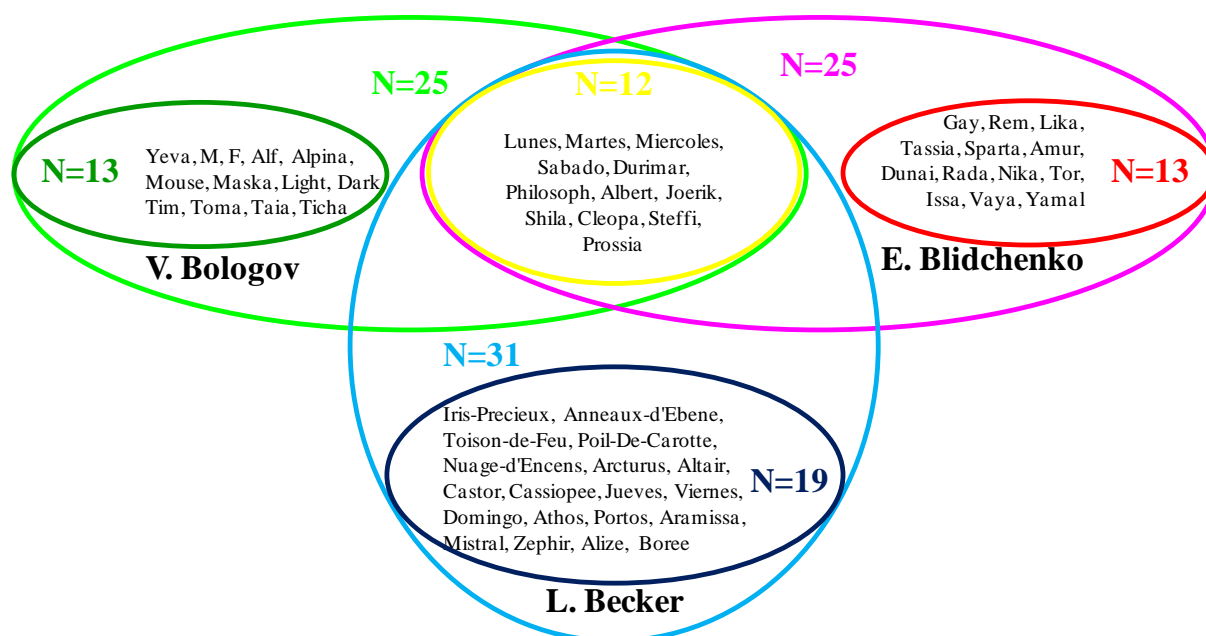 N=25
N=12
N=25
N=13
Yeva, M, F, Alf, Alpina,
Mouse, Maska, Light, Dark
Tim, Toma, Taia, Ticha
V. Bologov
Lunes, Martes, Miercoles,
Sabado, Durimar,
Philosoph, Albert, Joerik,
Shila, Cleopa, Steffi,
Prossia
Gay, Rem, Lika,
Tassia, Sparta, Amur,
Dunai, Rada, Nika, Tor,
Issa, Vaya, Yamal
N=13
E. Blidchenko
N=31
Iris-Precieux, Anneaux-d'Ebene,
Toison-de-Feu, Poil-De-Carotte,
Nuage-d'Encens, Arcturus, Altair,
Castor, Cassiopee, Jueves, Viernes,
Domingo, Athos, Portos, Aramissa,
Mistral, Zephir, Alize, Boree
N=19
L. Becker